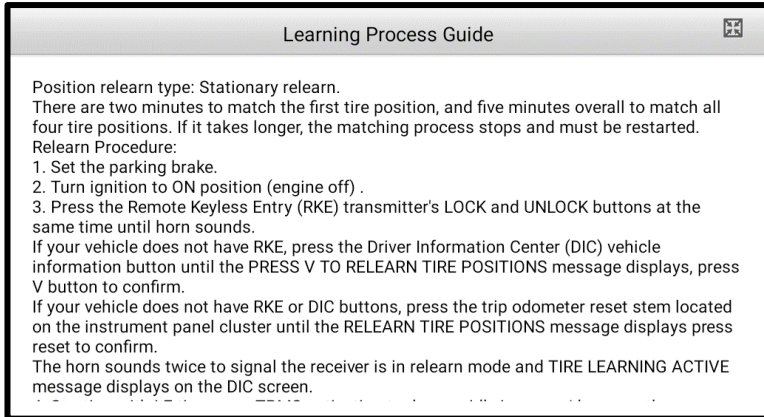 Learning Process Guide
Position relearn type: Stationary relearn.
There are two minutes to match the first tire position, and five minutes overall to match all
four tire positions. If it takes longer, the matching process stops and must be restarted.
Relearn Procedure:
1. Set the parking brake.
2. Turn ignition to ON position (engine off) .
3. Press the Remote Keyless Entry (RKE) transmitter's LOCK and UNLOCK buttons at the
same time until horn sounds.
If your vehicle does not have RKE, press the Driver Information Center (DIC) vehicle
information button until the PRESS V TO RELEARN TIRE POSITIONS message displays, press
V button to confirm.
If your vehicle does not have RKE or DIC buttons, press the trip odometer reset stem located
on the instrument panel cluster until the RELEARN TIRE POSITIONS message displays press
reset to confirm.
The horn sounds twice to signal the receiver is in relearn mode and TIRE LEARNING ACTIVE
message displays on the DIC screen.